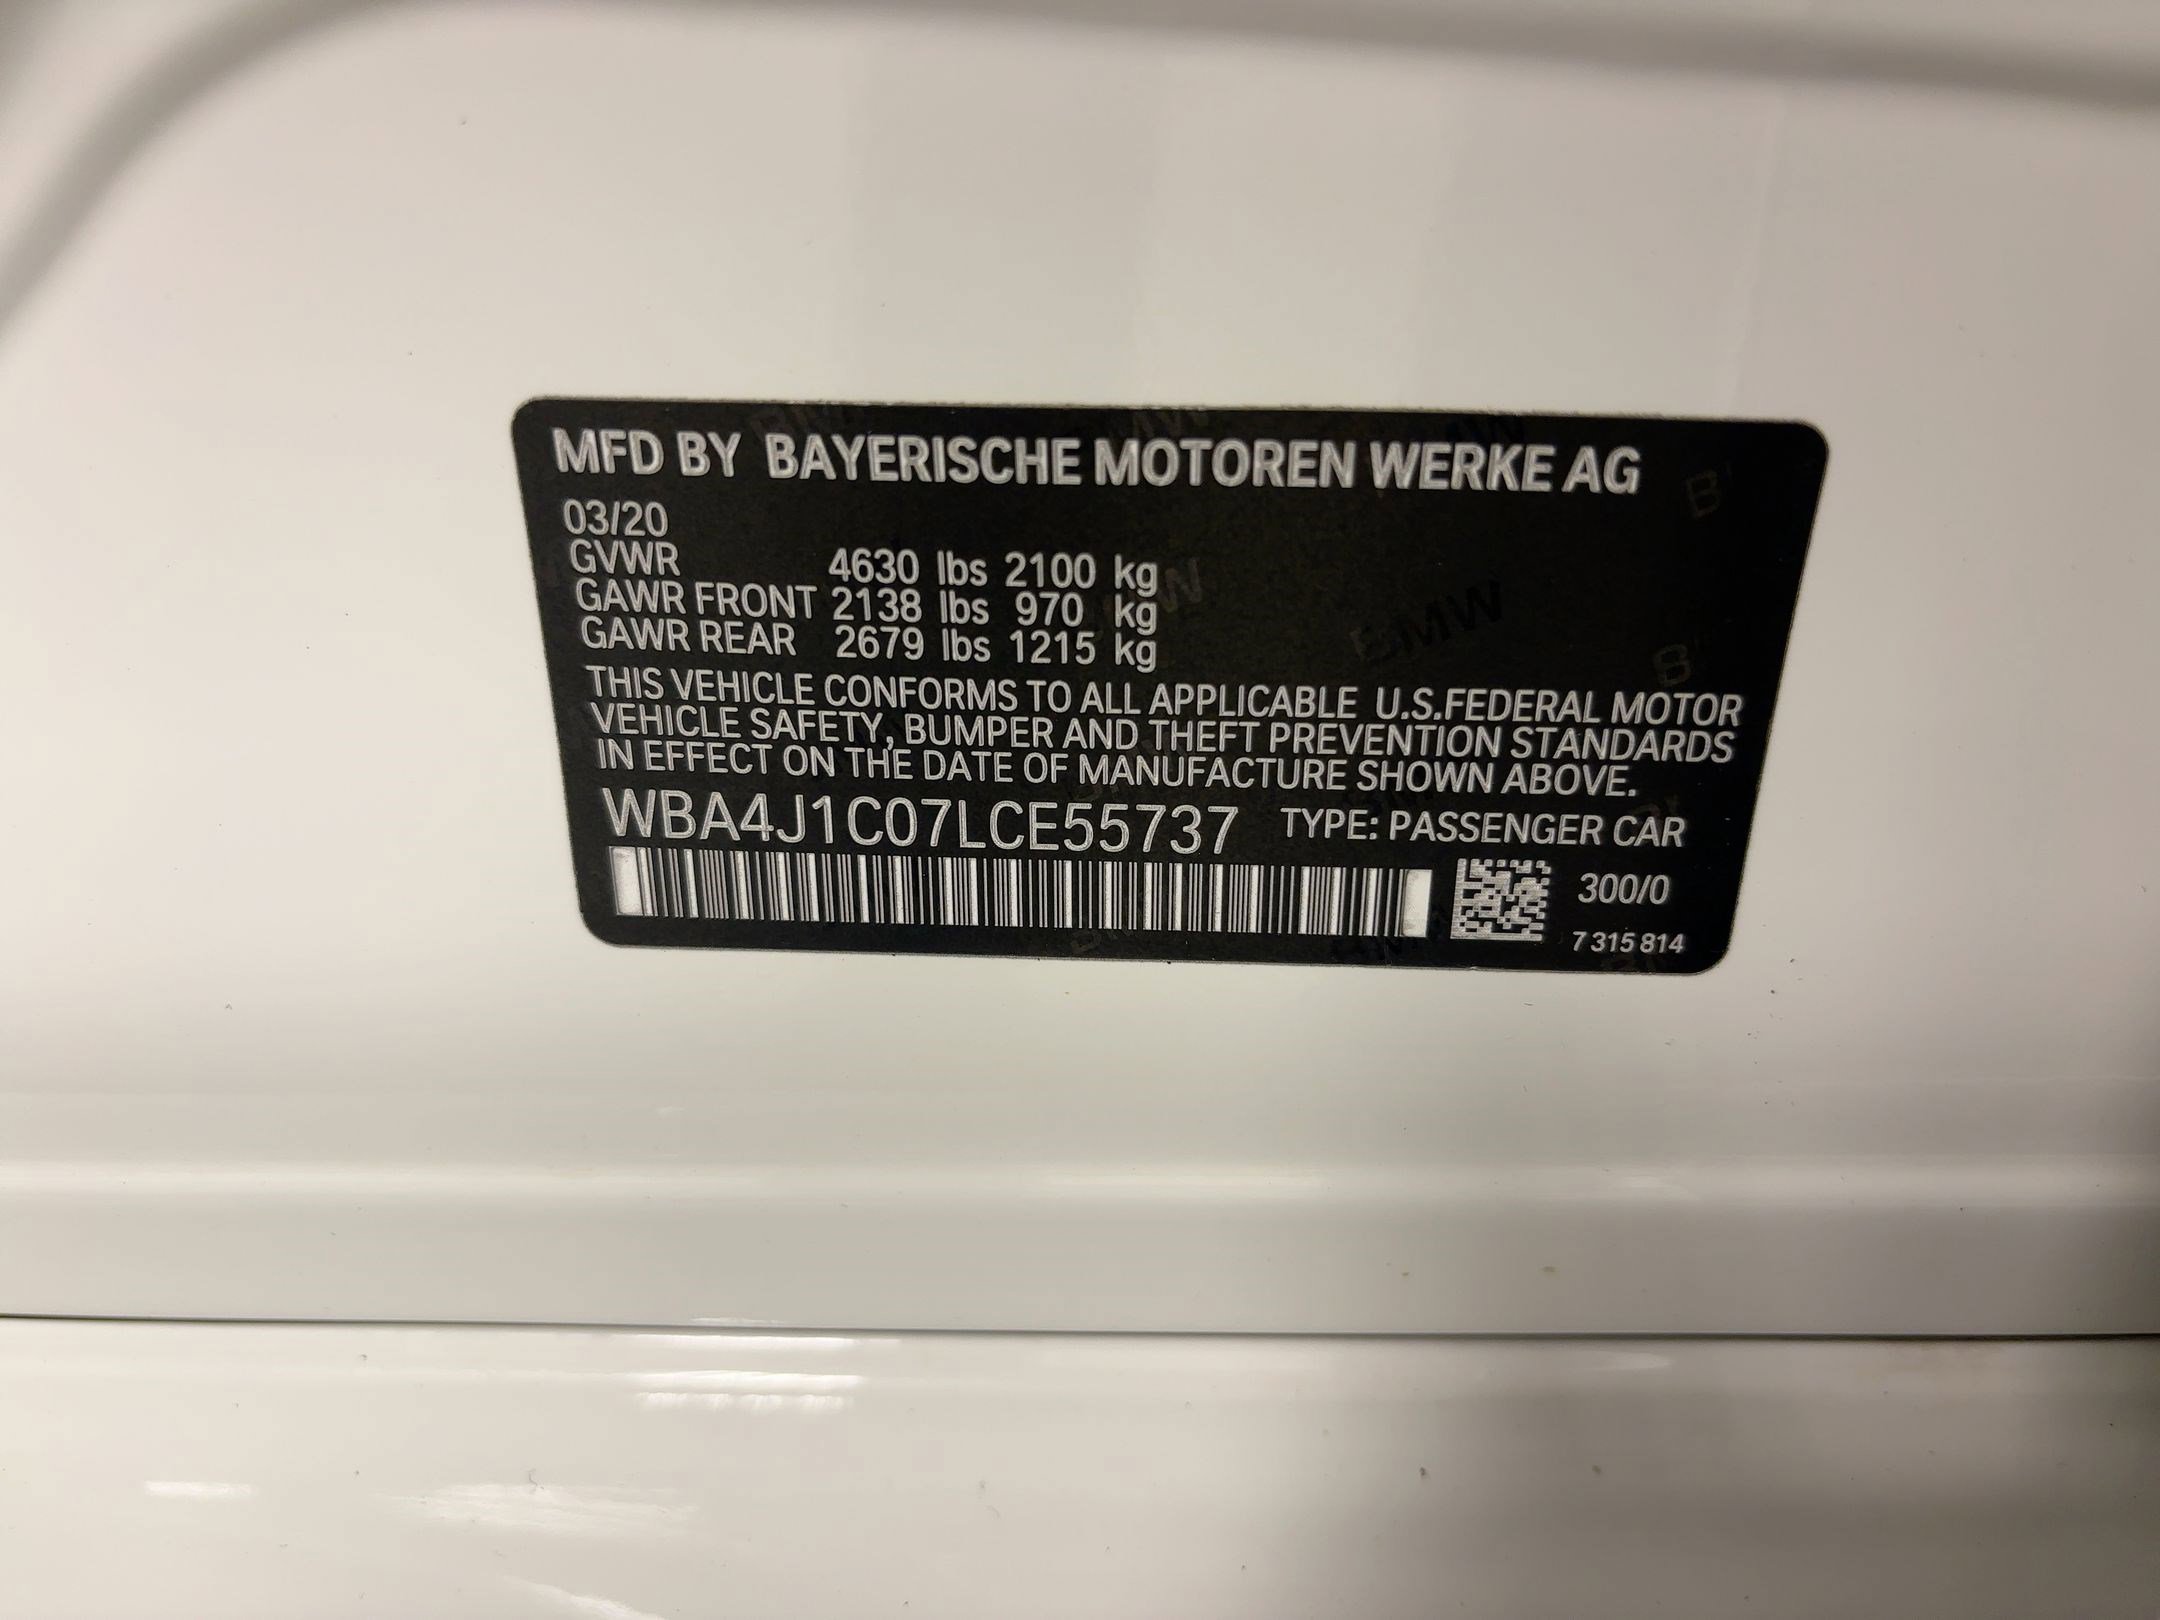 MFD BY BAYERISCHE MOTOREN WERKE AG
03/20
GVWR 4630 lbs 2100 kg
GAWR FRONT 2138 lbs 970 kg
GAWR REAR 2679 lbs 1215 kg
THIS VEHICLE CONFORMS TO ALL APPLICABLE U.S.FEDERAL MOTOR
VEHICLE SAFETY, BUMPER AND THEFT PREVENTION STANDARDS
IN EFFECT ON THE DATE OF MANUFACTURE SHOWN ABOVE.
WBA4J1C07LCE55737 TYPE: PASSENGER CAR
300/0
7 315 814